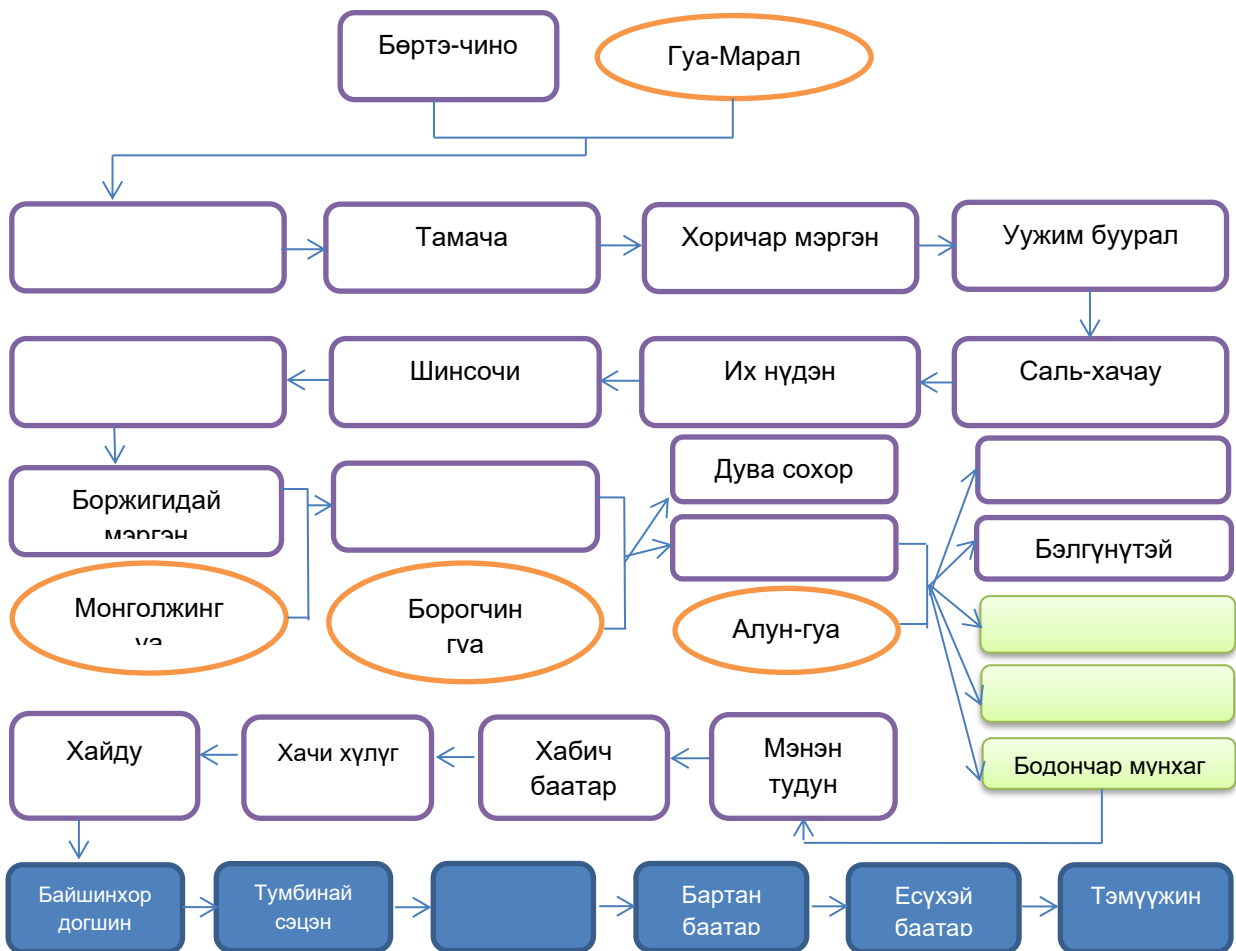 Бөртэ-чино
Гуа-Марал
Тамача
Хоричар мэргэн
Уужим буурал
Шинсочи
Их нүдэн
Саль-хачау
Боржигидай
мэргэн
Дува сохор
Бэлгүнүтэй
Монголжинг
уа
Борогчин
гуа
Алун-гуа
Хайду
Хачи хүлүг
Хабич
баатар
Мэнэн
тудун
Бодончар мунхаг
Байшинхор
догшин
Тумбинай
сэцэн
Бартан
баатар
Есүхэй
баатар
Тэмүүжин